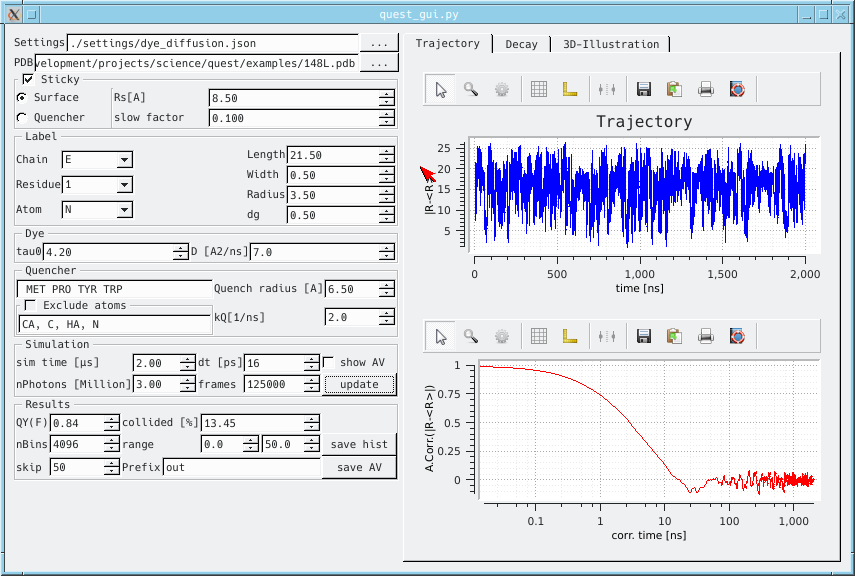 quest_gui.py
Settings ./settings/dye_diffusion.json ...
PDB velopment/projects/science/quest/examples/148L.pdb ...
Sticky
Surface Rs[A] 8.50
Quencher slow factor 0.100
Label
Chain E Length 21.50
Width 0.50
Residue 1 Radius 3.50
Atom N dg 0.50
Dye
tau0 4.20 D [A2/ns] 7.0
Quencher
MET PRO TYR TRP Quench radius [A] 6.50
Exclude atoms
CA, C, HA, N kQ[1/ns] 2.0
Simulation
sim time [µs] 2.00 dt [ps] 16 show AV
nPhotons [Million] 3.00 frames 125000 update
Results
QY(F) 0.84 collided [%] 13.45
nBins 4096 range 0.0 50.0 save hist
skip 50 Prefix out save AV
Trajectory Decay 3D-Illustration
Trajectory
|R-<R>|
25
20
15
10
5
0 500 1,000 1,500 2,000
time [ns]
A.Corr.(|R-<R>|)
1
0.75
0.5
0.25
0
0.1 1 10 100 1,000
corr. time [ns]